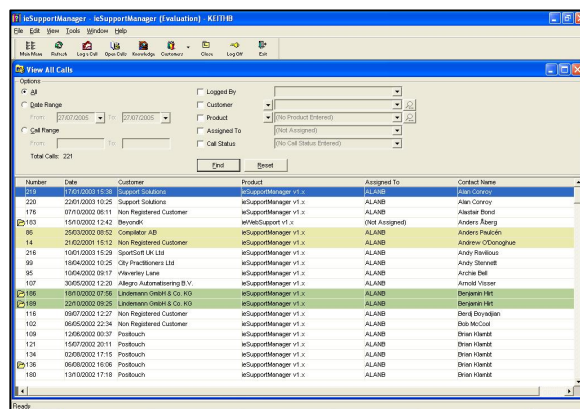 ieSupportManager - ieSupportManager (Evaluation) - KEITHB
File Edit View Tools Window Help
Main Menu Refresh Log a Call Open Calls Knowledge Customers Close Log Off Exit
View All Calls
Options
All
Date Range
From: 27/07/2005 To: 27/07/2005
Call Range
From: To:
Total Calls: 221
Logged By
Customer
Product (No Product Entered)
Assigned To (Not Assigned)
Call Status (No Call Status Entered)
Find Reset
Number Date Customer Product Assigned To Contact Name
219 17/01/2003 15:38 Support Solutions ieSupportManager v1.x ALANB Alan Conroy
220 22/01/2003 10:25 Support Solutions ieSupportManager v1.x ALANB Alan Conroy
176 07/10/2002 06:11 Non Registered Customer ieSupportManager v1.x ALANB Alastair Bond
183 15/10/2002 12:42 BeyondK ieWebSupport v1.x (Not Assigned) Anders Åberg
86 25/03/2002 08:52 Compilator AB ieSupportManager v1.x ALANB Anders Paulcén
14 21/02/2001 15:12 Non Registered Customer ieSupportManager v1.x ALANB Andrew O'Donoghue
216 10/01/2003 15:29 SportSoft UK Ltd ieSupportManager v1.x ALANB Andy Ravilious
99 18/04/2002 10:25 City Practitioners Ltd ieSupportManager v1.x ALANB Andy Stennett
95 10/04/2002 09:17 Waverley Lane ieSupportManager v1.x ALANB Archie Bell
107 30/05/2002 12:20 Allegro Automatisering B.V. ieSupportManager v1.x ALANB Arnold Visser
186 18/10/2002 07:56 Lindemann GmbH & Co. KG ieSupportManager v1.x ALANB Benjamin Hirt
189 22/10/2002 09:25 Lindemann GmbH & Co. KG ieSupportManager v1.x ALANB Benjamin Hirt
116 09/07/2002 12:27 Non Registered Customer ieSupportManager v1.x ALANB Berdj Boyadjian
102 06/05/2002 22:34 Non Registered Customer ieSupportManager v1.x ALANB Bob McCool
109 12/06/2002 00:37 Positouch ieSupportManager v1.x ALANB Brian Klambt
121 15/07/2002 20:11 Positouch ieSupportManager v1.x ALANB Brian Klambt
134 02/08/2002 17:15 Positouch ieSupportManager v1.x ALANB Brian Klambt
136 06/08/2002 16:06 Positouch ieSupportManager v1.x ALANB Brian Klambt
180 13/10/2002 17:18 Positouch ieSupportManager v1.x ALANB Brian Klambt
Ready